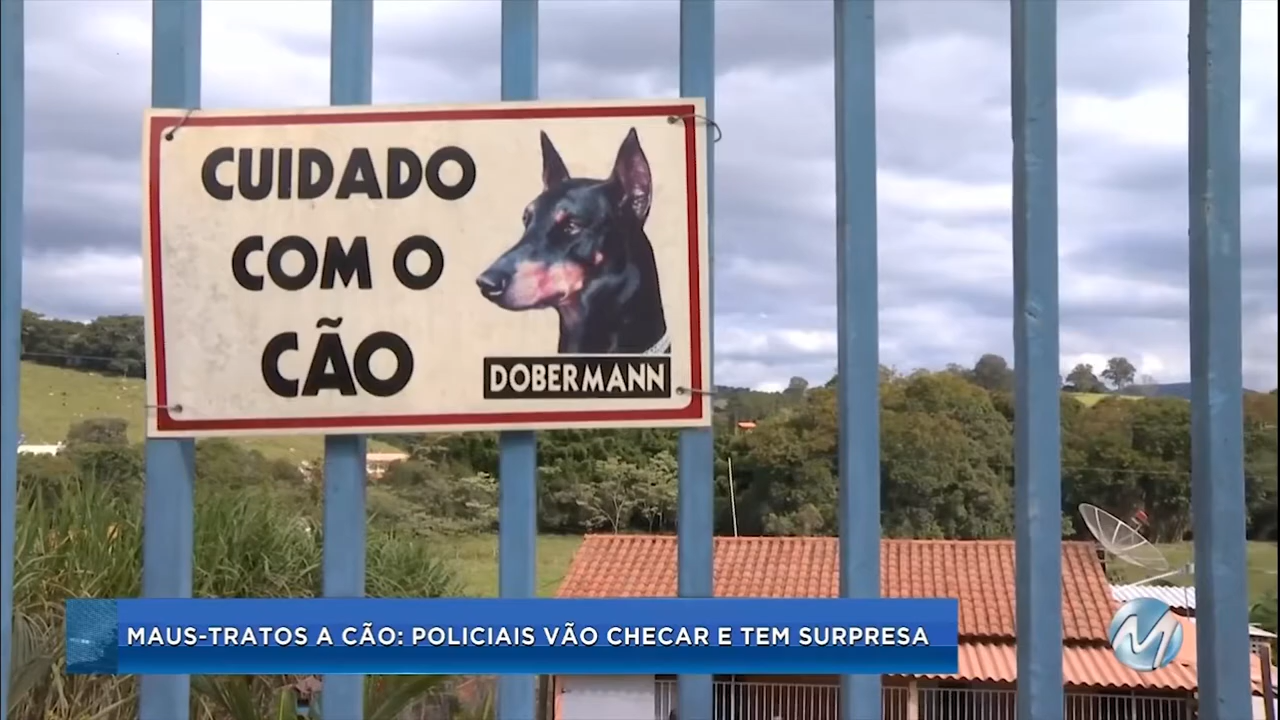 CUIDADO
COM O
CÃO
DOBERMANN
MAUS-TRATOS A CÃO: POLICIAIS VÃO CHECAR E TEM SURPRESA
M